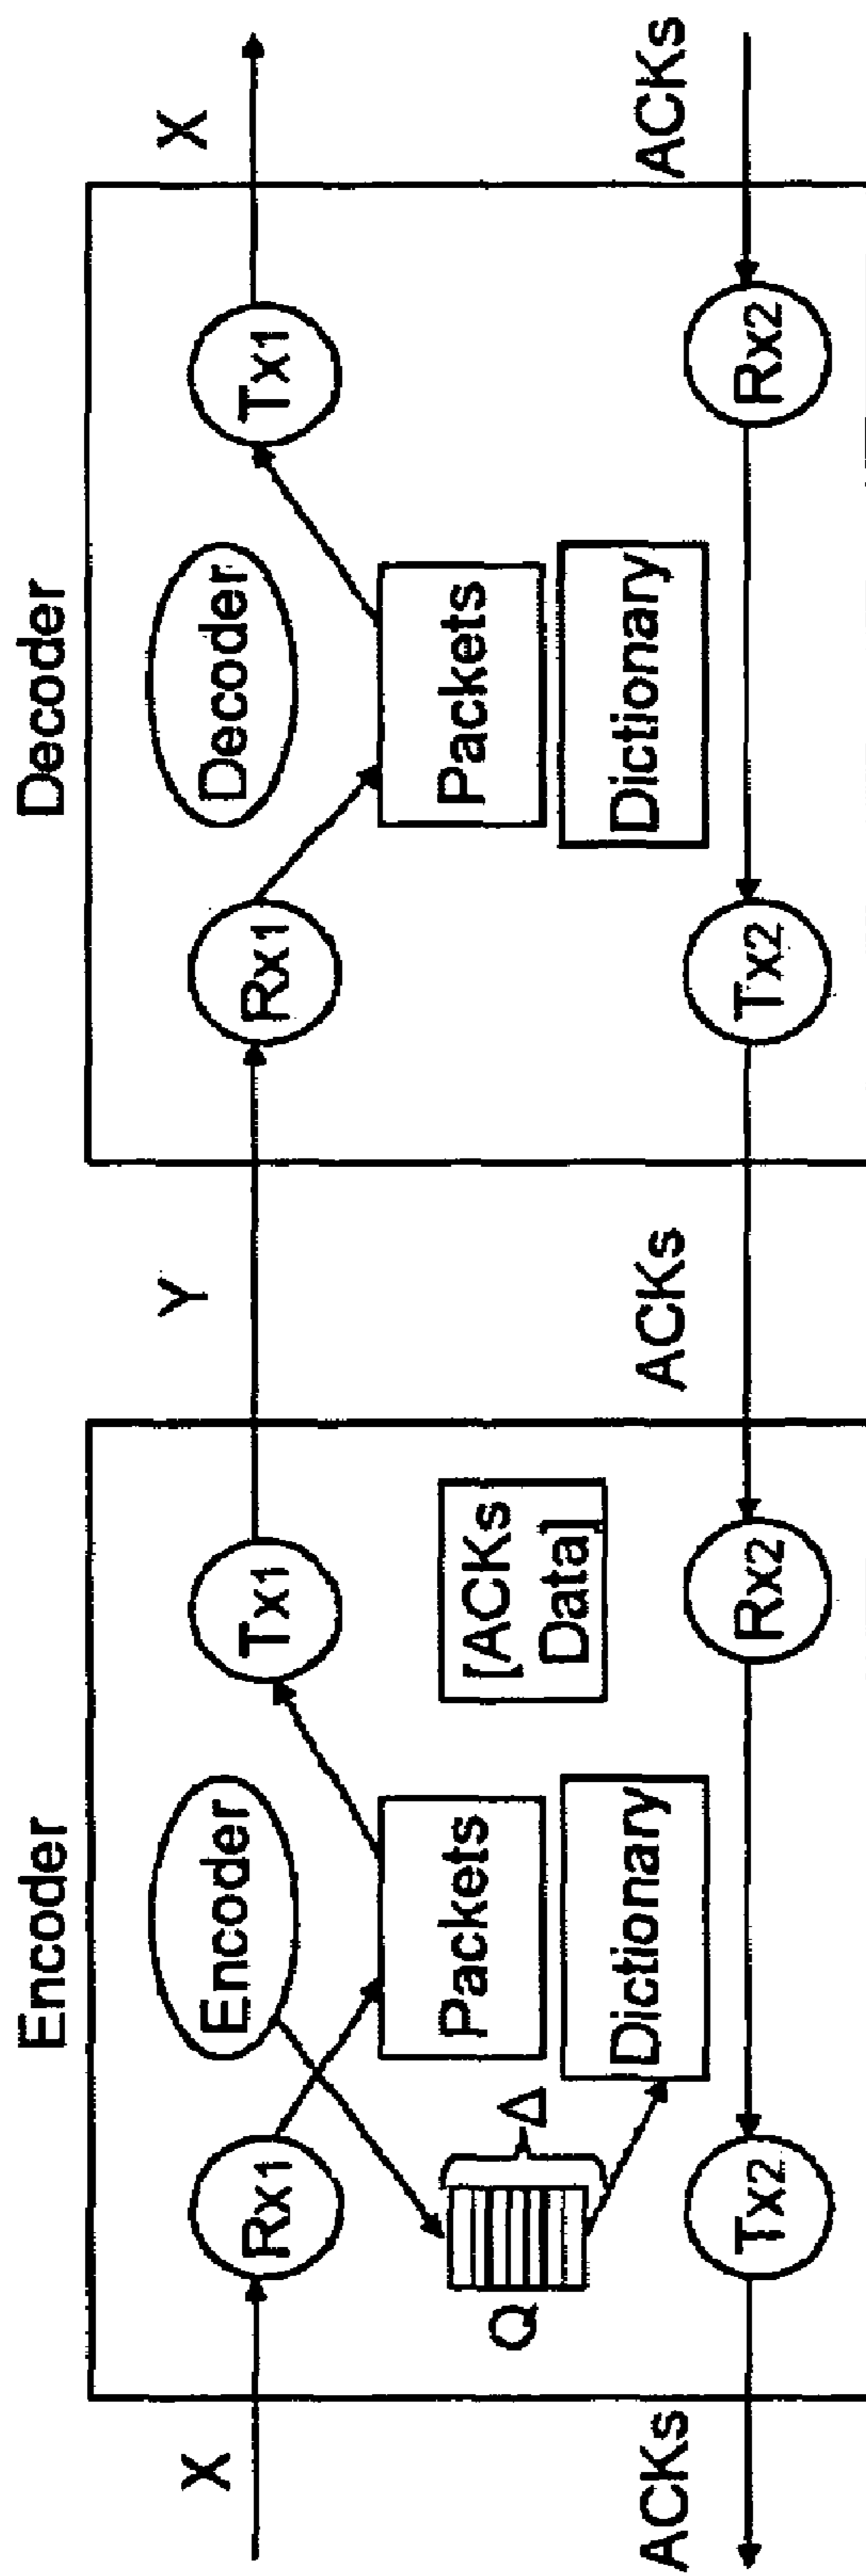 Encoder
Decoder
X
Rx1
Encoder
Tx1
Y
Rx1
Decoder
Tx1
X
Q
Δ
Packets
[ACKs
Data]
Packets
Dictionary
Dictionary
ACKs
Tx2
Rx2
ACKs
Tx2
Rx2
ACKs